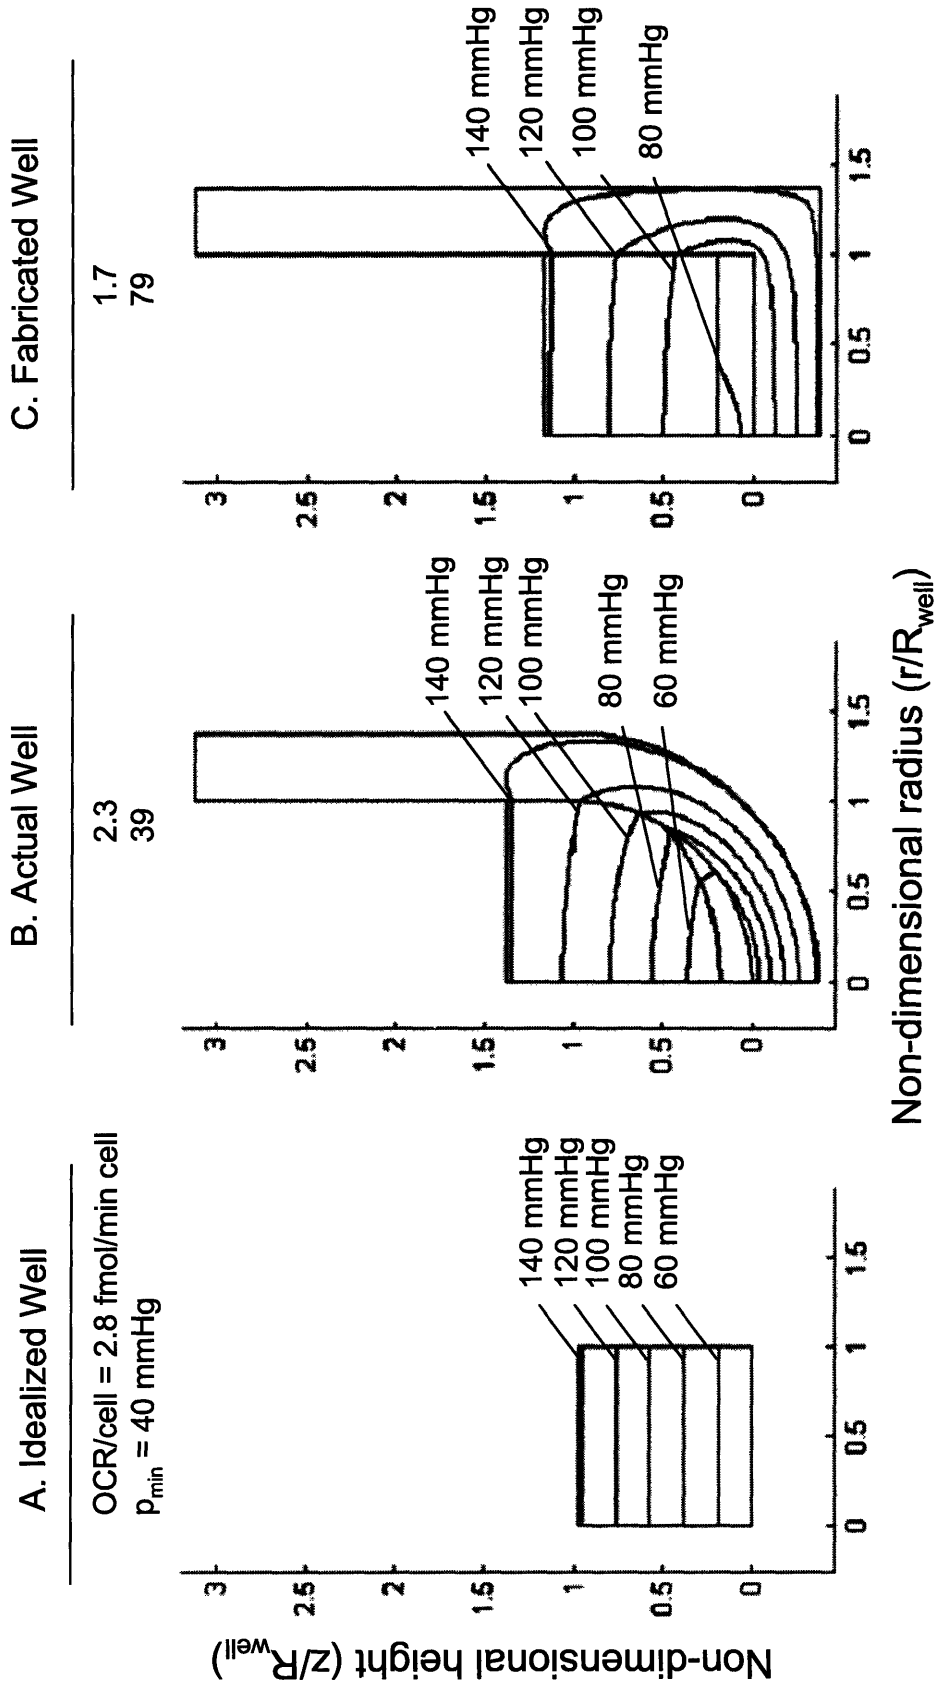 A. Idealized Well
B. Actual Well
C. Fabricated Well
OCR/cell = 2.8 fmol/min cell
2.3
1.7
pmin = 40 mmHg
39
79
Non-dimensional height (z/Rwell)
3
2.5
2
1.5
1
0.5
0
140 mmHg
120 mmHg
100 mmHg
80 mmHg
60 mmHg
0
0.5
1
1.5
3
2.5
2
1.5
1
0.5
0
140 mmHg
120 mmHg
100 mmHg
80 mmHg
60 mmHg
0
0.5
1
1.5
3
2.5
2
1.5
1
0.5
0
140 mmHg
120 mmHg
100 mmHg
80 mmHg
0
0.5
1
1.5
Non-dimensional radius (r/Rwell)